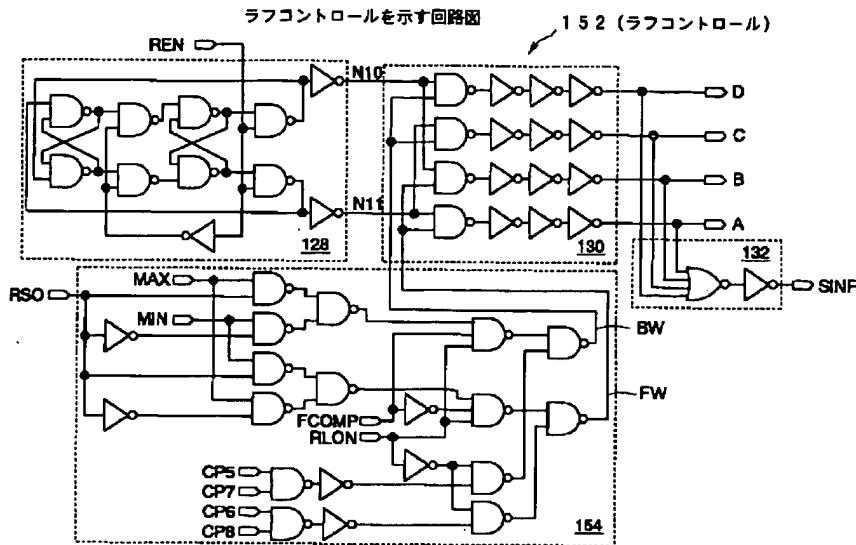 ラフコントロールを示す回路図
152 (ラフコントロール)
REN
N10
D
C
B
N11
A
128
130
132
MAX
RSO
SINF
MIN
BW
FW
FCOMP
RLON
CP5
CP7
CP6
CP8
154